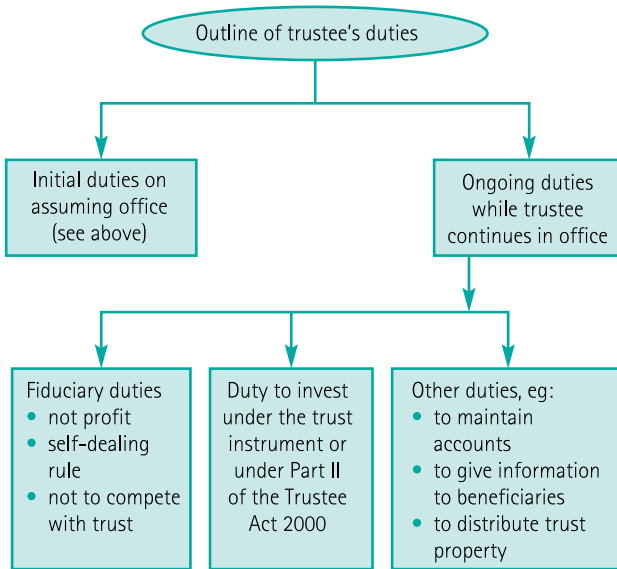 Outline of trustee's duties
Initial duties on
assuming office
(see above)
Ongoing duties
while trustee
continues in office
Fiduciary duties
• not profit
• self-dealing
rule
• not to compete
with trust
Duty to invest
under the trust
instrument or
under Part II
of the Trustee
Act 2000
Other duties, eg:
• to maintain
accounts
• to give information
to beneficiaries
• to distribute trust
property